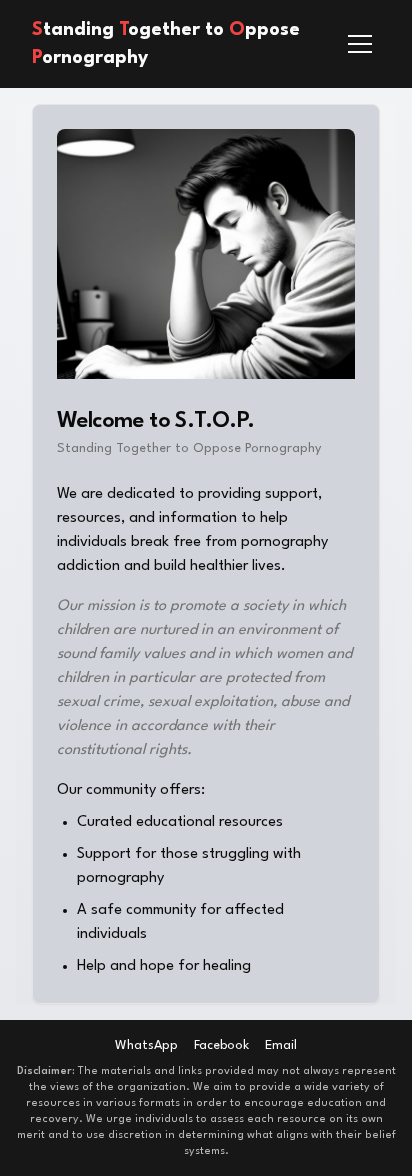 Standing Together to Oppose
Pornography
Welcome to S.T.O.P.
Standing Together to Oppose Pornography
We are dedicated to providing support,
resources, and information to help
individuals break free from pornography
addiction and build healthier lives.
Our mission is to promote a society in which
children are nurtured in an environment of
sound family values and in which women and
children in particular are protected from
sexual crime, sexual exploitation, abuse and
violence in accordance with their
constitutional rights.
Our community offers:
• Curated educational resources
• Support for those struggling with
pornography
• A safe community for affected
individuals
• Help and hope for healing
WhatsApp Facebook Email
Disclaimer: The materials and links provided may not always represent
the views of the organization. We aim to provide a wide variety of
resources in various formats in order to encourage education and
recovery. We urge individuals to assess each resource on its own
merit and to use discretion in determining what aligns with their belief
systems.